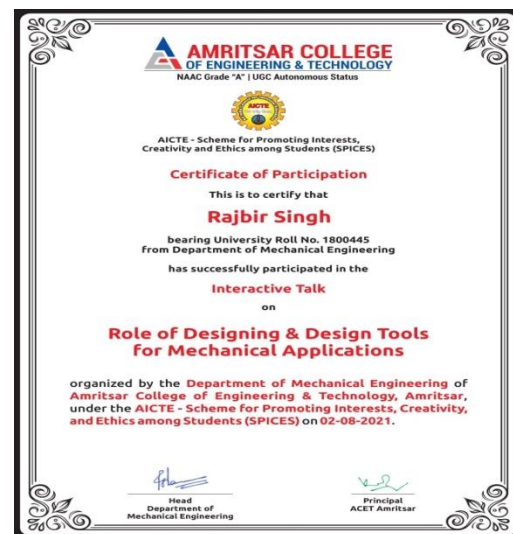 AMRITSAR COLLEGE
OF ENGINEERING & TECHNOLOGY
NAAC Grade "A" | UGC Autonomous Status
AICTE
AICTE - Scheme for Promoting Interests,
Creativity and Ethics among Students (SPICES)
Certificate of Participation
This is to certify that
Rajbir Singh
bearing University Roll No. 1800445
from Department of Mechanical Engineering
has successfully participated in the
Interactive Talk
on
Role of Designing & Design Tools
for Mechanical Applications
organized by the Department of Mechanical Engineering of
Amritsar College of Engineering & Technology, Amritsar,
under the AICTE - Scheme for Promoting Interests, Creativity,
and Ethics among Students (SPICES) on 02-08-2021.
Head
Department of
Mechanical Engineering
Principal
ACET Amritsar